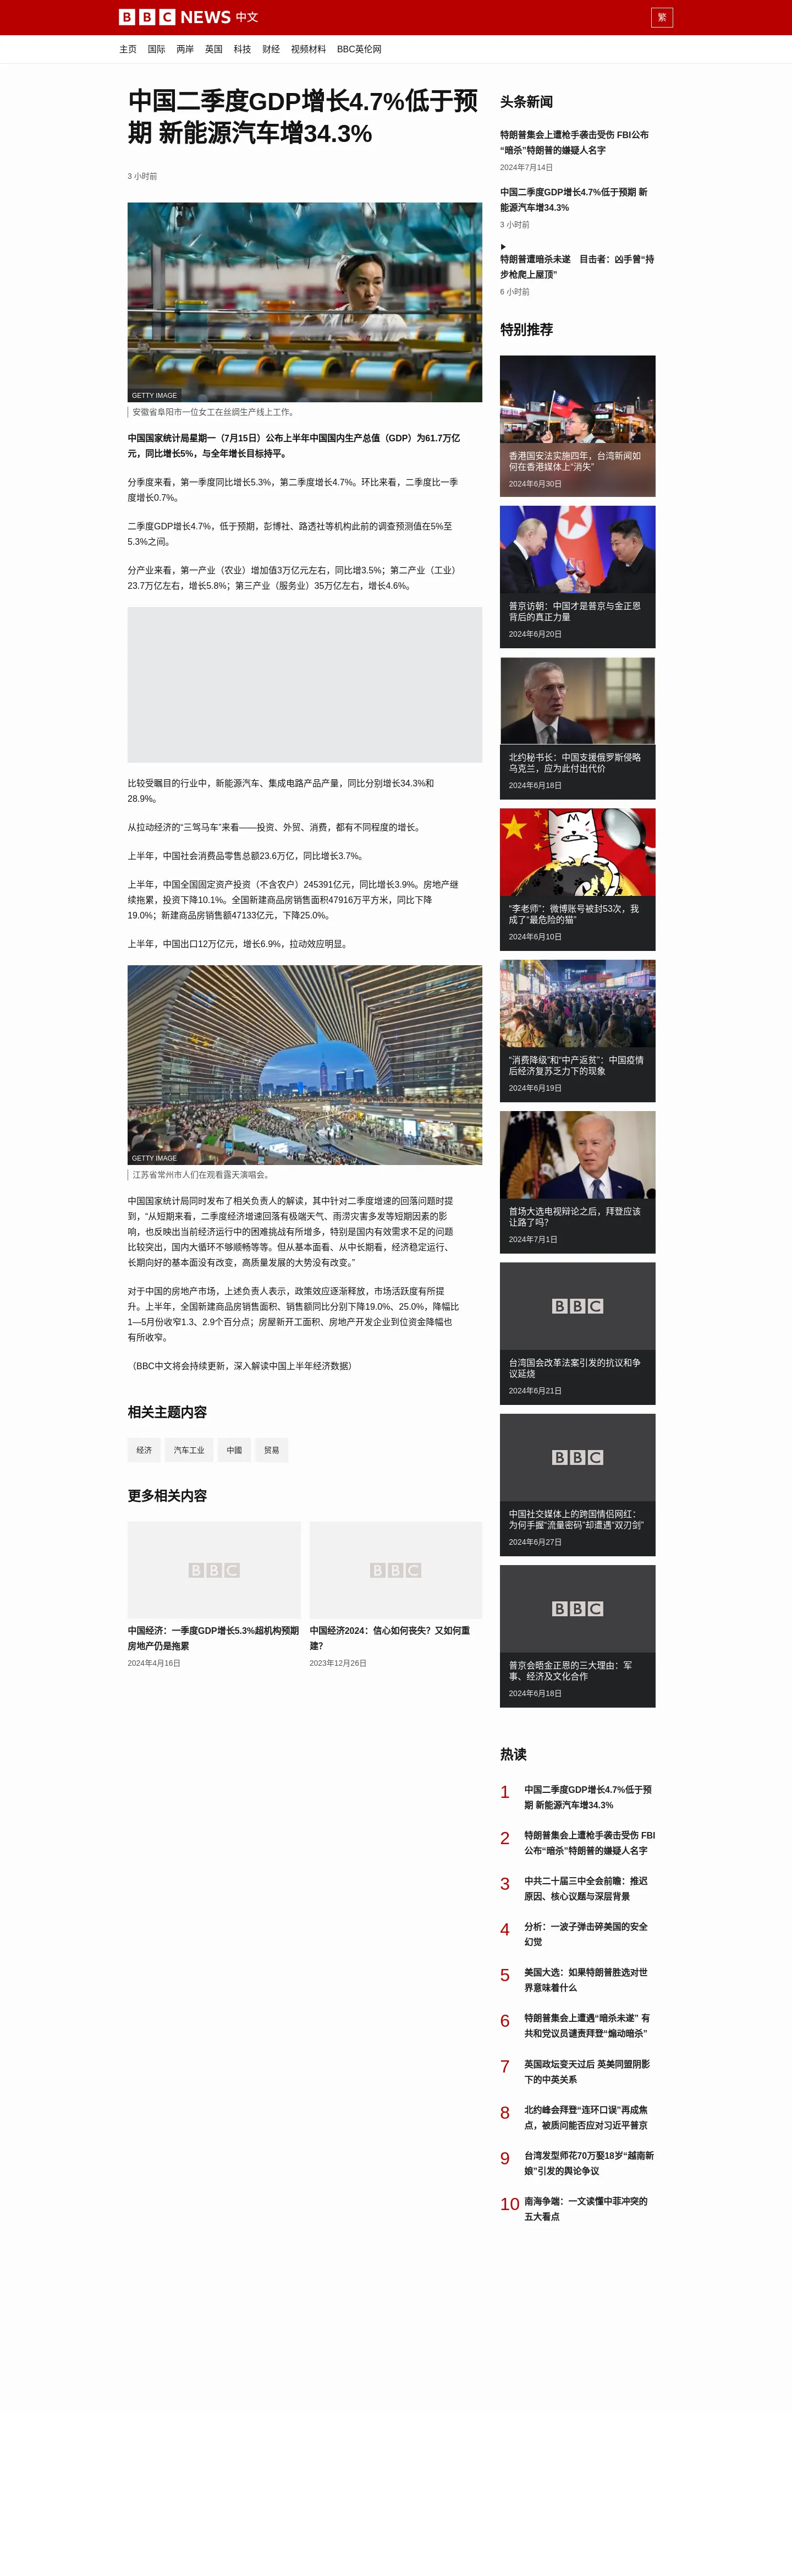 BBC NEWS 中文
繁
主页 国际 两岸 英国 科技 财经 视频材料 BBC英伦网
中国二季度GDP增长4.7%低于预
期 新能源汽车增34.3%
3 小时前
GETTY IMAGE
安徽省阜阳市一位女工在丝绸生产线上工作。
中国国家统计局星期一（7月15日）公布上半年中国国内生产总值（GDP）为61.7万亿
元，同比增长5%，与全年增长目标持平。
分季度来看，第一季度同比增长5.3%，第二季度增长4.7%。环比来看，二季度比一季
度增长0.7%。
二季度GDP增长4.7%，低于预期，彭博社、路透社等机构此前的调查预测值在5%至
5.3%之间。
分产业来看，第一产业（农业）增加值3万亿元左右，同比增3.5%；第二产业（工业）
23.7万亿左右，增长5.8%；第三产业（服务业）35万亿左右，增长4.6%。
比较受瞩目的行业中，新能源汽车、集成电路产品产量，同比分别增长34.3%和
28.9%。
从拉动经济的“三驾马车”来看——投资、外贸、消费，都有不同程度的增长。
上半年，中国社会消费品零售总额23.6万亿，同比增长3.7%。
上半年，中国全国固定资产投资（不含农户）245391亿元，同比增长3.9%。房地产继
续拖累，投资下降10.1%。全国新建商品房销售面积47916万平方米，同比下降
19.0%；新建商品房销售额47133亿元，下降25.0%。
上半年，中国出口12万亿元，增长6.9%，拉动效应明显。
GETTY IMAGE
江苏省常州市人们在观看露天演唱会。
中国国家统计局同时发布了相关负责人的解读，其中针对二季度增速的回落问题时提
到，“从短期来看，二季度经济增速回落有极端天气、雨涝灾害多发等短期因素的影
响，也反映出当前经济运行中的困难挑战有所增多，特别是国内有效需求不足的问题
比较突出，国内大循环不够顺畅等等。但从基本面看、从中长期看，经济稳定运行、
长期向好的基本面没有改变，高质量发展的大势没有改变。”
对于中国的房地产市场，上述负责人表示，政策效应逐渐释放，市场活跃度有所提
升。上半年，全国新建商品房销售面积、销售额同比分别下降19.0%、25.0%，降幅比
1—5月份收窄1.3、2.9个百分点；房屋新开工面积、房地产开发企业到位资金降幅也
有所收窄。
（BBC中文将会持续更新，深入解读中国上半年经济数据）
相关主题内容
经济 汽车工业 中國 贸易
更多相关内容
BBC BBC
中国经济：一季度GDP增长5.3%超机构预期
房地产仍是拖累
2024年4月16日
中国经济2024：信心如何丧失？又如何重
建？
2023年12月26日
头条新闻
特朗普集会上遭枪手袭击受伤 FBI公布
“暗杀”特朗普的嫌疑人名字
2024年7月14日
中国二季度GDP增长4.7%低于预期 新
能源汽车增34.3%
3 小时前
特朗普遭暗杀未遂　目击者：凶手曾“持
步枪爬上屋顶”
6 小时前
特别推荐
香港国安法实施四年，台湾新闻如
何在香港媒体上“消失”
2024年6月30日
普京访朝：中国才是普京与金正恩
背后的真正力量
2024年6月20日
北约秘书长：中国支援俄罗斯侵略
乌克兰，应为此付出代价
2024年6月18日
“李老师”：微博账号被封53次，我
成了“最危险的猫”
2024年6月10日
“消费降级”和“中产返贫”：中国疫情
后经济复苏乏力下的现象
2024年6月19日
首场大选电视辩论之后，拜登应该
让路了吗？
2024年7月1日
BBC
台湾国会改革法案引发的抗议和争
议延烧
2024年6月21日
BBC
中国社交媒体上的跨国情侣网红：
为何手握“流量密码”却遭遇“双刃剑”
2024年6月27日
BBC
普京会晤金正恩的三大理由：军
事、经济及文化合作
2024年6月18日
热读
1 中国二季度GDP增长4.7%低于预
期 新能源汽车增34.3%
2 特朗普集会上遭枪手袭击受伤 FBI
公布“暗杀”特朗普的嫌疑人名字
3 中共二十届三中全会前瞻：推迟
原因、核心议题与深层背景
4 分析：一波子弹击碎美国的安全
幻觉
5 美国大选：如果特朗普胜选对世
界意味着什么
6 特朗普集会上遭遇“暗杀未遂” 有
共和党议员谴责拜登“煽动暗杀”
7 英国政坛变天过后 英美同盟阴影
下的中英关系
8 北约峰会拜登“连环口误”再成焦
点，被质问能否应对习近平普京
9 台湾发型师花70万娶18岁“越南新
娘”引发的舆论争议
10 南海争端：一文读懂中菲冲突的
五大看点